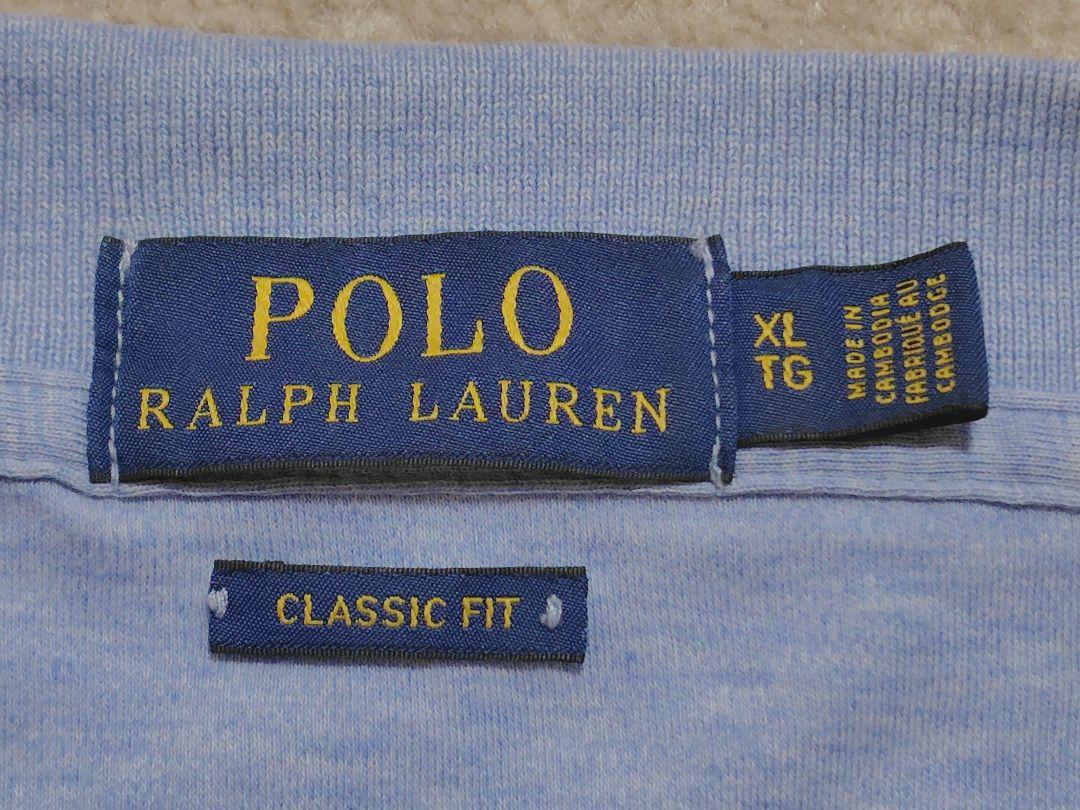 POLO
RALPH LAUREN
XL
TG
MADE IN
CAMBODIA
FABRIQUÉ AU
CAMBODGE
CLASSIC FIT